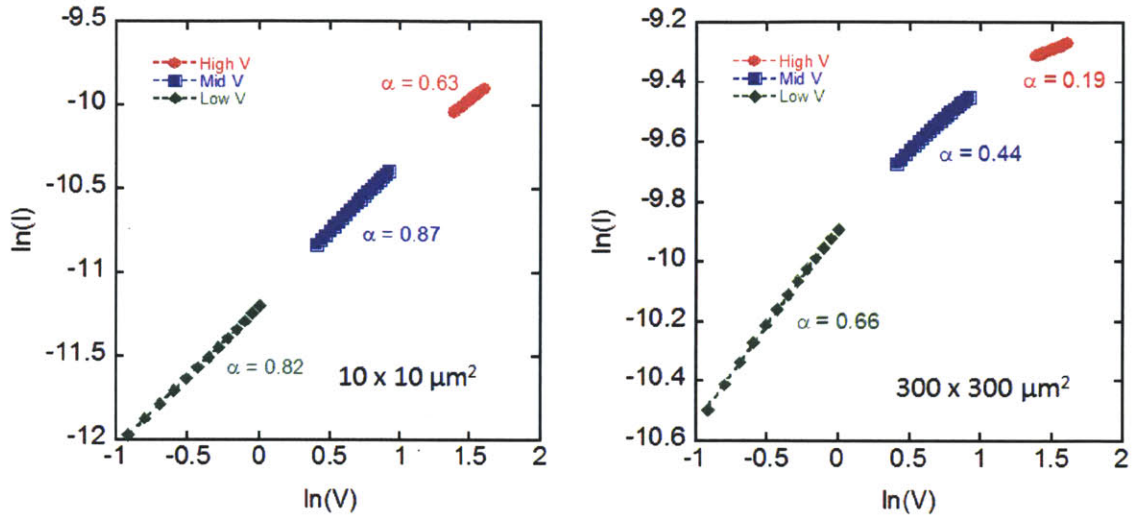 -9.5
High V
Mid V
Low V
α = 0.63
-10
-10.5
α = 0.87
ln(I)
-11
-11.5
α = 0.82
10 x 10 µm²
-12
-1 -0.5 0 0.5 1 1.5 2
ln(V)
-9.2
High V
Mid V
Low V
α = 0.19
-9.4
-9.6
α = 0.44
-9.8
ln(I)
-10
-10.2
α = 0.66
-10.4
300 x 300 µm²
-10.6
-1 -0.5 0 0.5 1 1.5 2
ln(V)